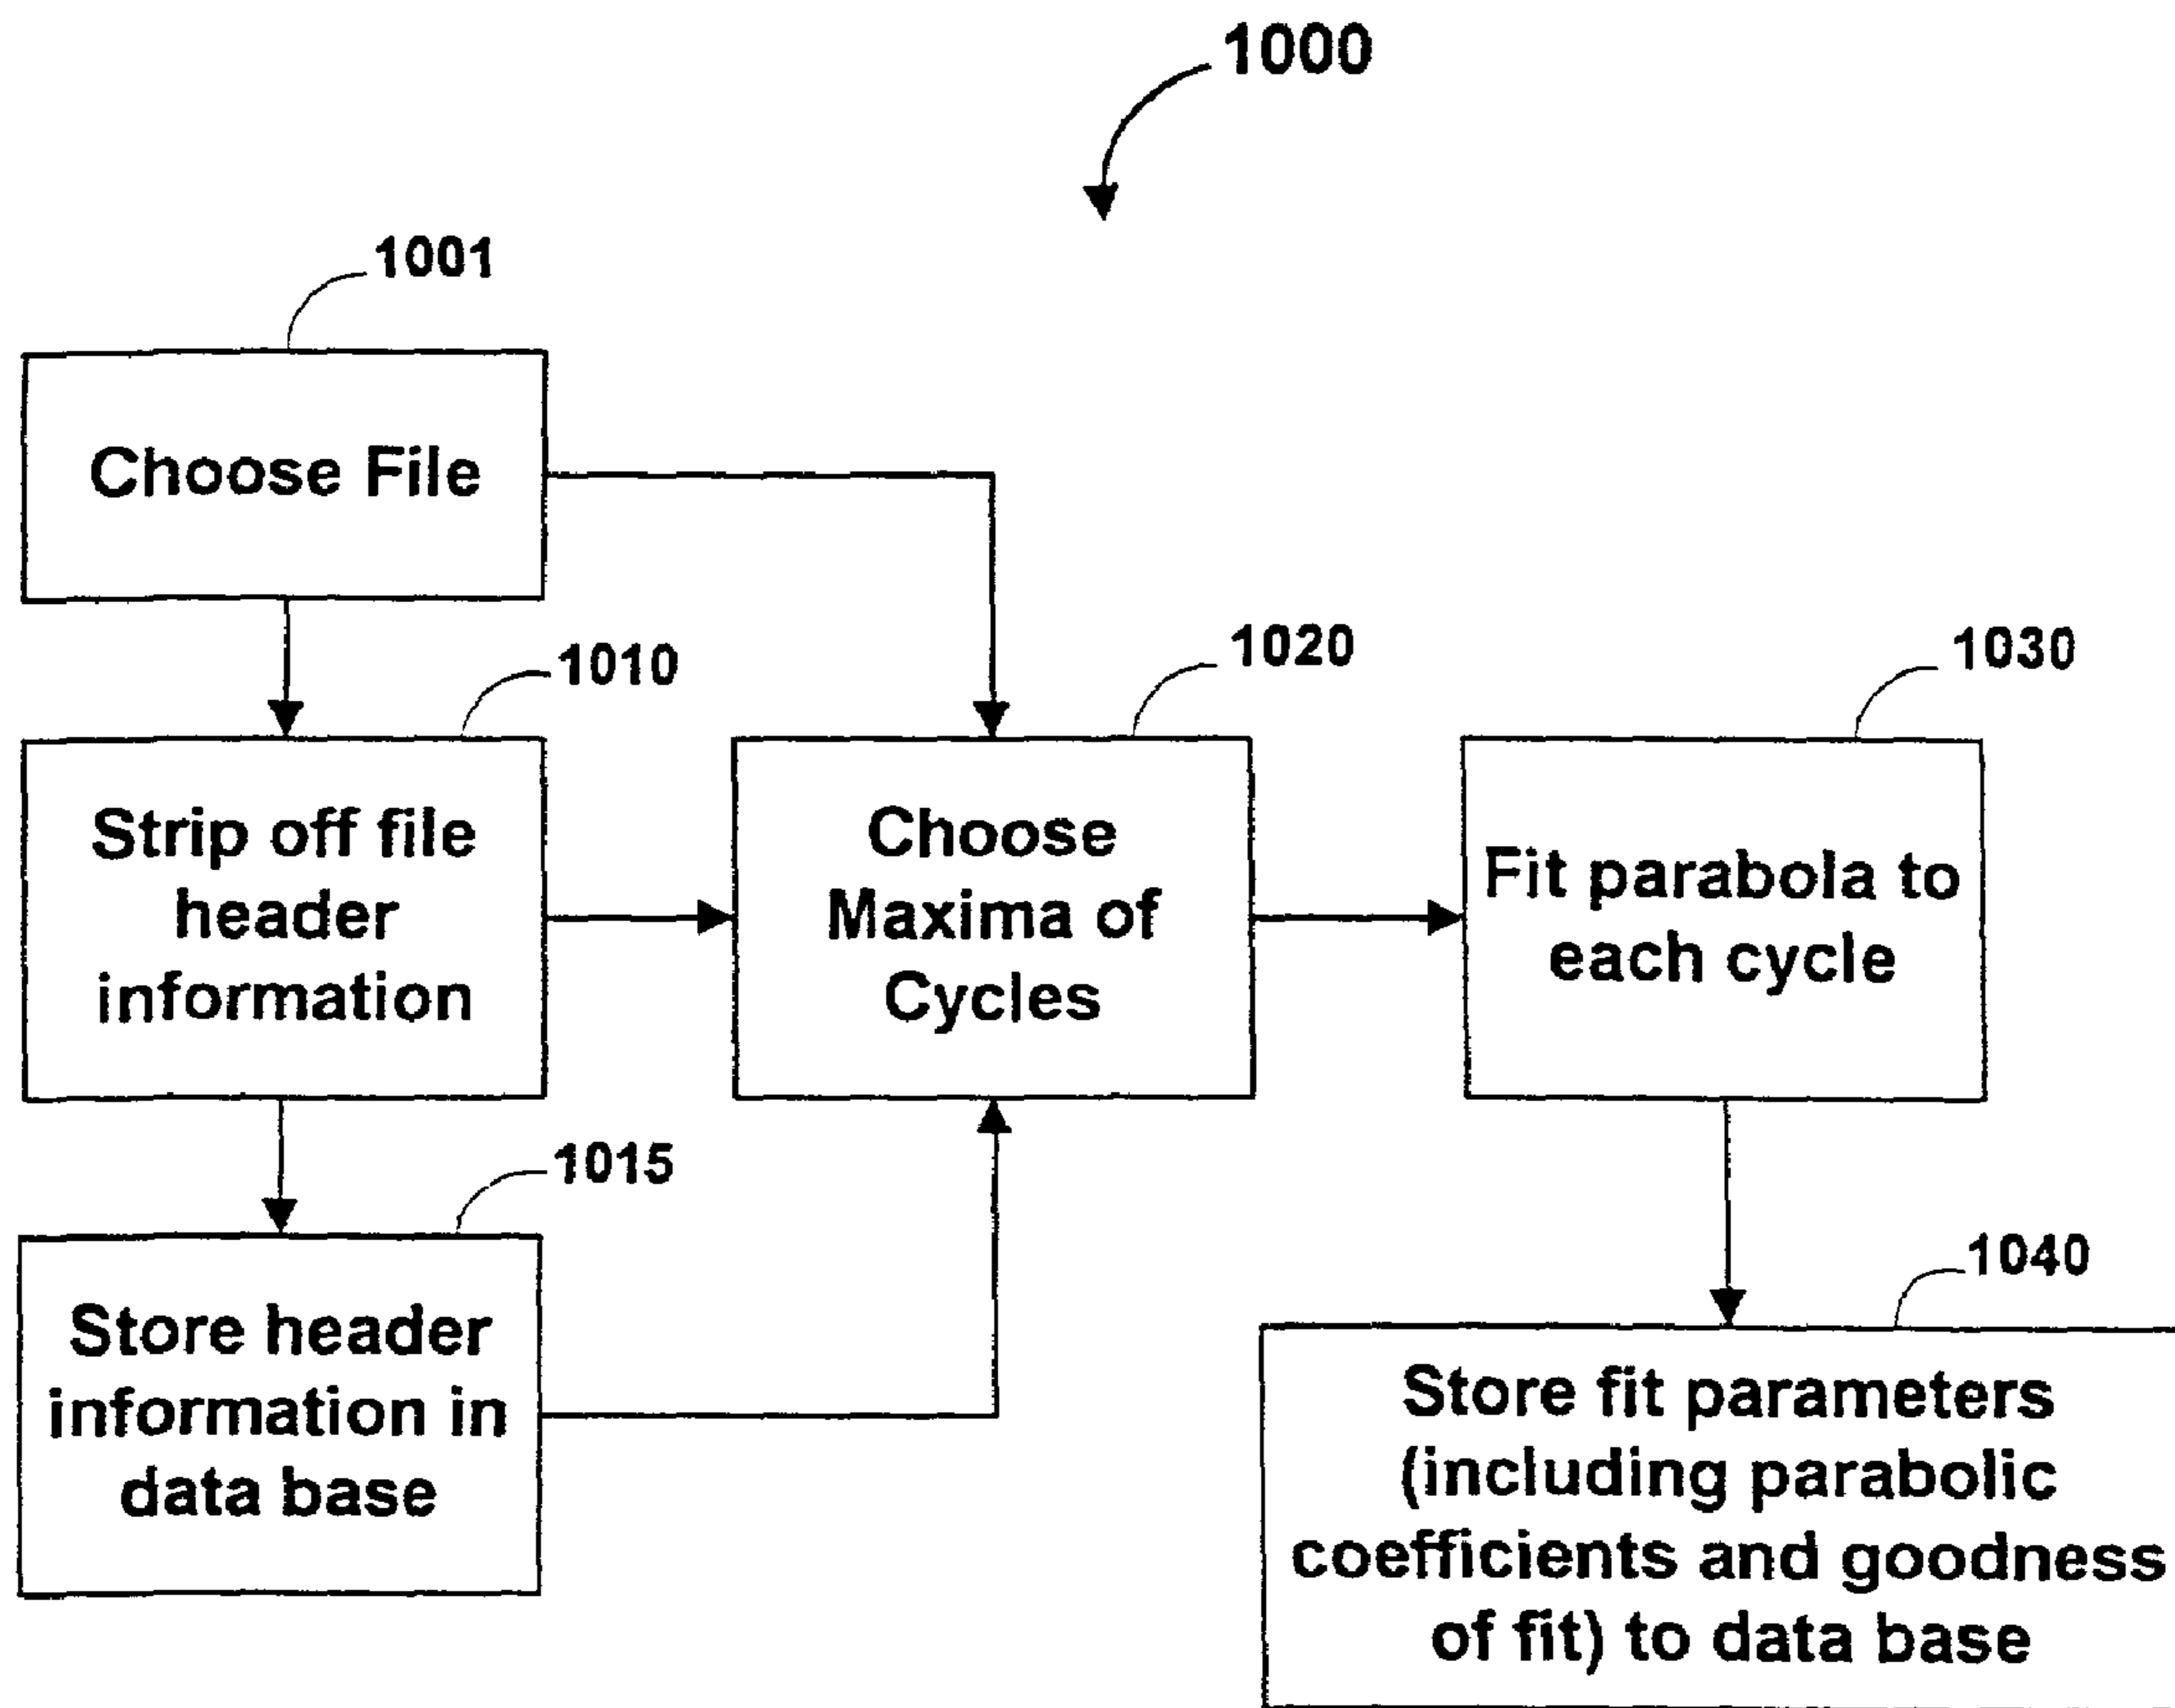 1000
1001
Choose File
1010
Strip off file
header
information
1020
Choose
Maxima of
Cycles
1030
Fit parabola to
each cycle
1015
Store header
information in
data base
1040
Store fit parameters
(including parabolic
coefficients and goodness
of fit) to data base